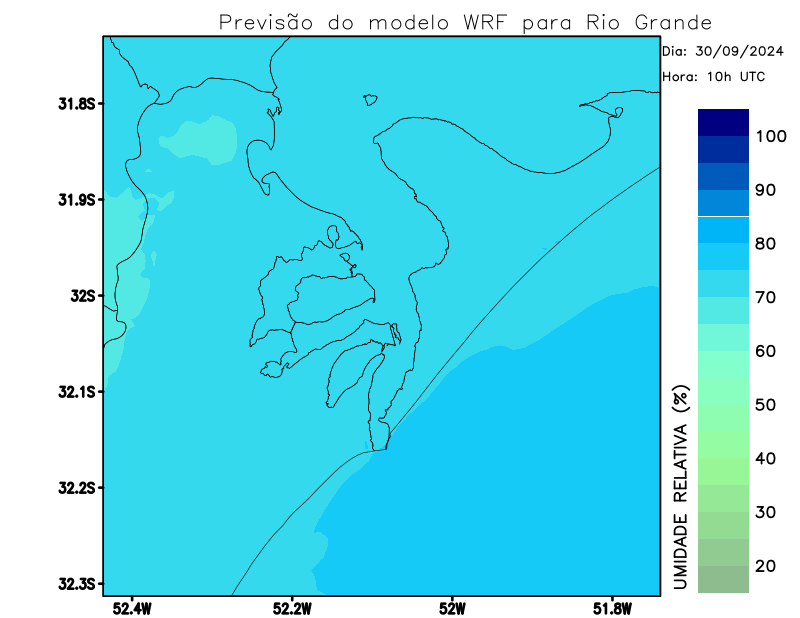 Previsão do modelo WRF para Rio Grande
Dia: 30/09/2024
Hora: 10h UTC
31.8S
31.9S
32S
32.1S
32.2S
32.3S
52.4W
52.2W
52W
51.8W
100
90
80
70
60
50
40
30
20
UMIDADE RELATIVA (%)